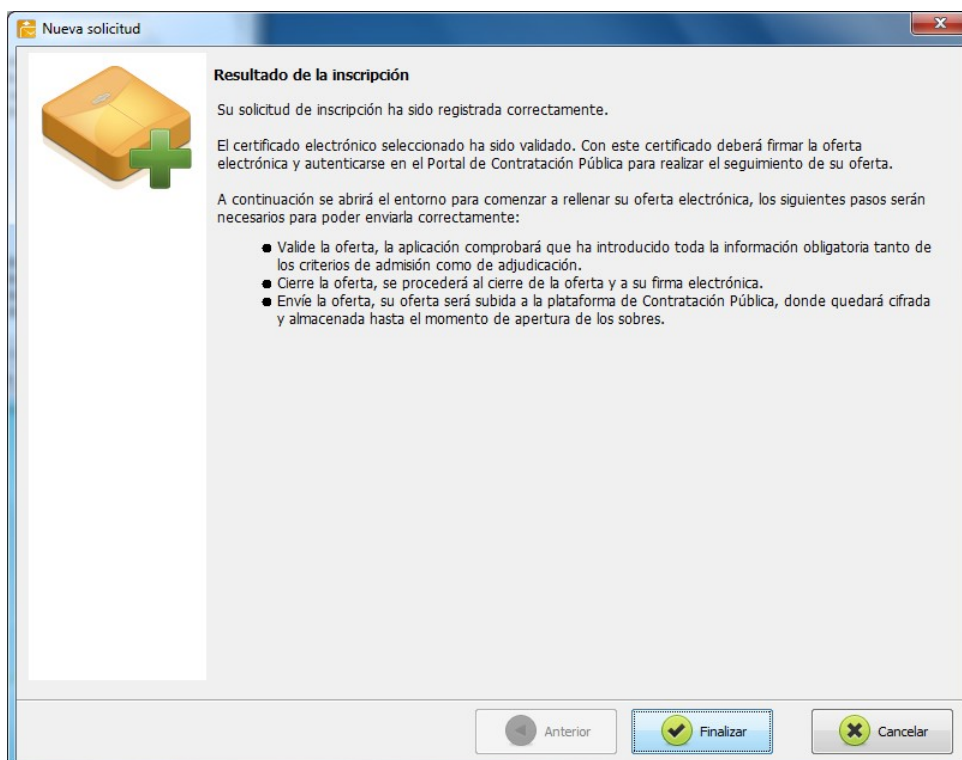 Nueva solicitud
Resultado de la inscripción
Su solicitud de inscripción ha sido registrada correctamente.
El certificado electrónico seleccionado ha sido validado. Con este certificado deberá firmar la oferta
electrónica y autenticarse en el Portal de Contratación Pública para realizar el seguimiento de su oferta.
A continuación se abrirá el entorno para comenzar a rellenar su oferta electrónica, los siguientes pasos serán
necesarios para poder enviarla correctamente:
● Valide la oferta, la aplicación comprobará que ha introducido toda la información obligatoria tanto de
los criterios de admisión como de adjudicación.
● Cierre la oferta, se procederá al cierre de la oferta y a su firma electrónica.
● Envíe la oferta, su oferta será subida a la plataforma de Contratación Pública, donde quedará cifrada
y almacenada hasta el momento de apertura de los sobres.
Anterior
Finalizar
Cancelar